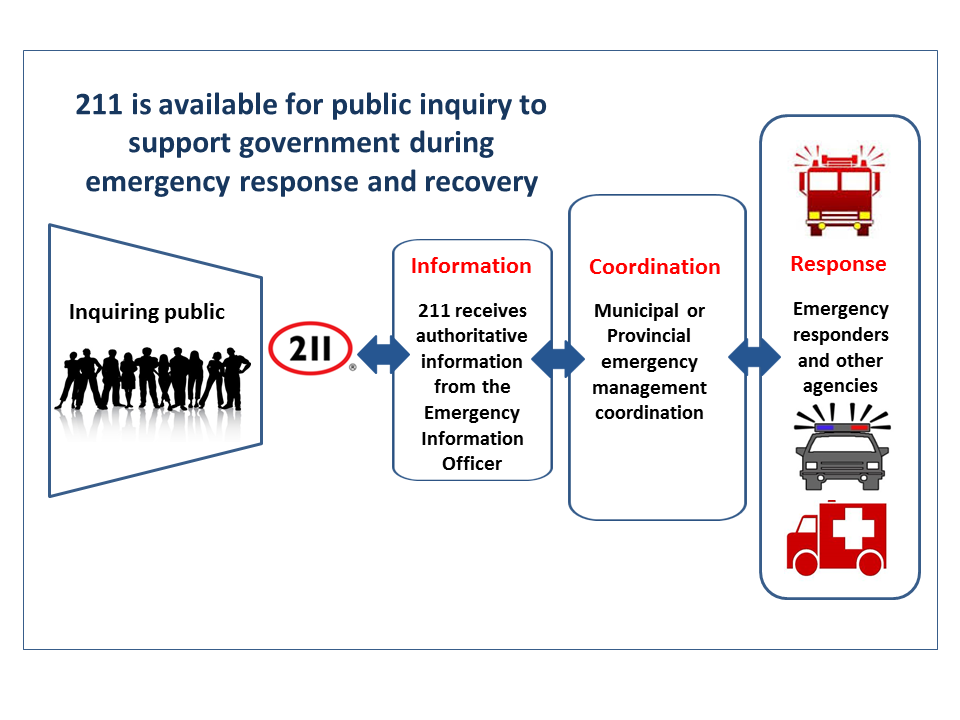 211 is available for public inquiry to
support government during
emergency response and recovery
Inquiring public
211
®
Information
211 receives
authoritative
information
from the
Emergency
Information
Officer
Coordination
Municipal or
Provincial
emergency
management
coordination
Response
Emergency
responders
and other
agencies